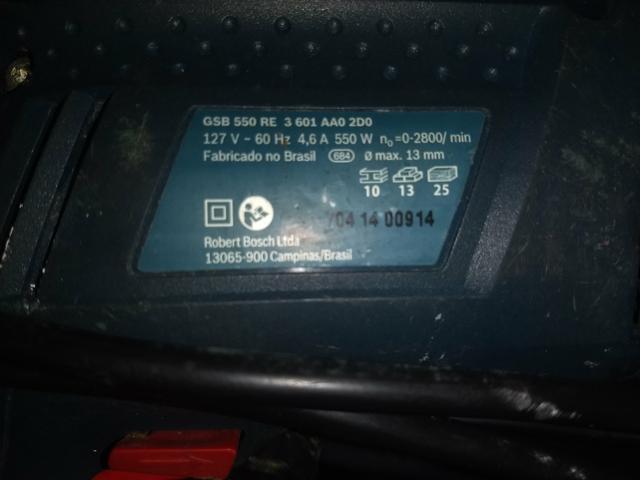 GSB 550 RE 3 601 AA0 2D0
127 V ~ 60 Hz 4,6 A 550 W n₀=0-2800/ min
Fabricado no Brasil 684 ø max. 13 mm
10 13 25
704 14 00914
Robert Bosch Ltda
13065-900 Campinas/Brasil